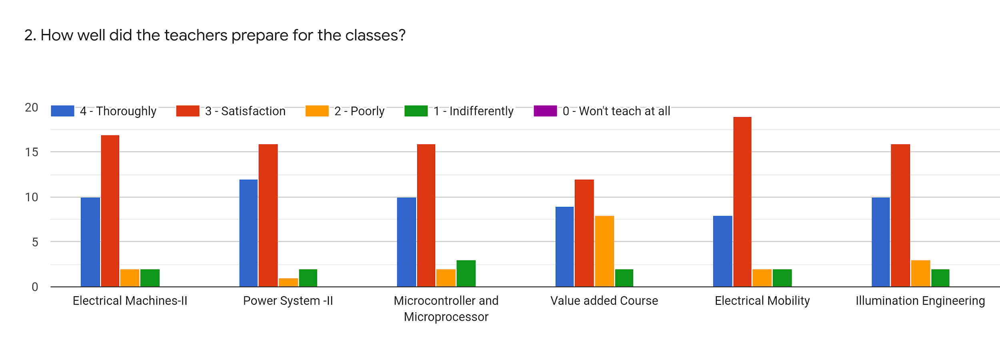 2. How well did the teachers prepare for the classes?
20
4 - Thoroughly 3 - Satisfaction 2 - Poorly 1 - Indifferently 0 - Won't teach at all
15
10
5
0
Electrical Machines-II Power System -II Microcontroller and Value added Course Electrical Mobility Illumination Engineering
Microprocessor